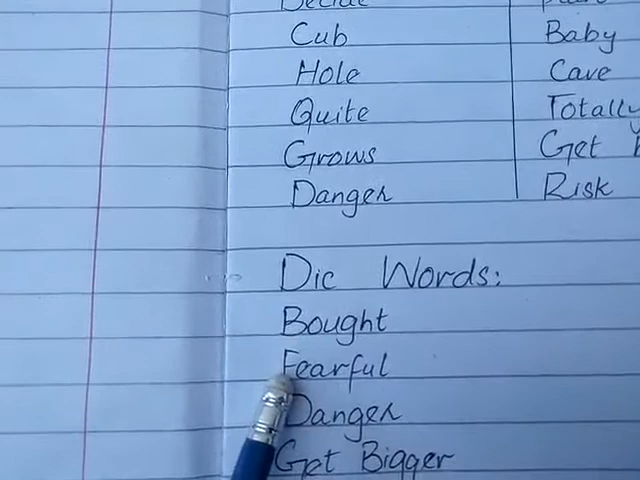 Cub Baby
Hole Cave
Quite Totally
Grows Get
Danger Risk
Dic Words:
Bought
Fearful
Danger
Get Bigger